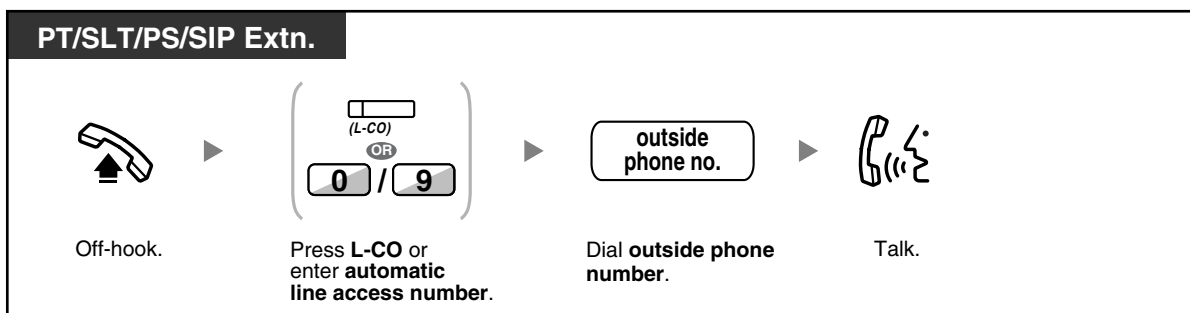 PT/SLT/PS/SIP Extn.
(L-CO)
OR
0 / 9
outside
phone no.
Off-hook.
Press L-CO or
enter automatic
line access number.
Dial outside phone
number.
Talk.